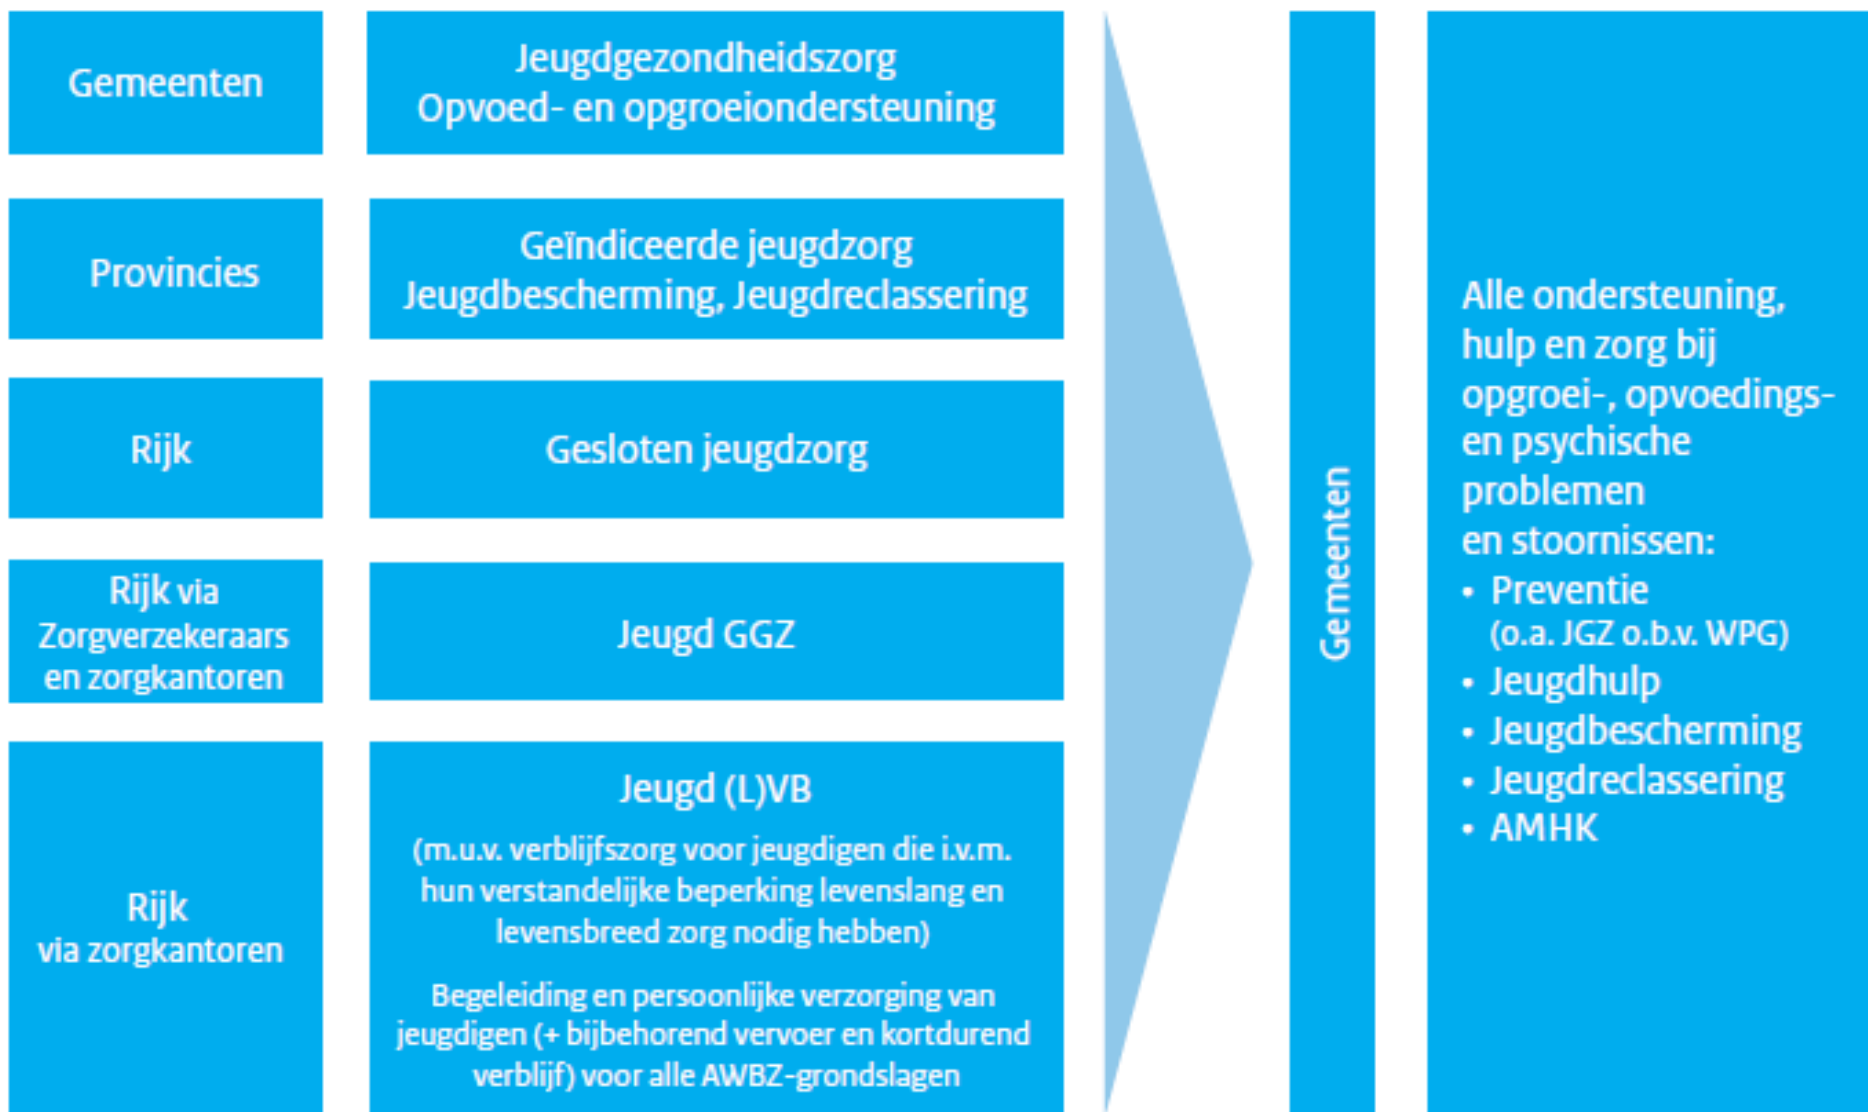 Gemeenten
Jeugdgezondheidszorg
Opvoed- en opgroeiondersteuning
Provincies
Geïndiceerde jeugdzorg
Jeugdbescherming, Jeugdreclassering
Rijk
Gesloten jeugdzorg
Rijk via
Zorgverzekeraars
en zorgkantoren
Jeugd GGZ
Rijk
via zorgkantoren
Jeugd (L)VB
(m.u.v. verblijfszorg voor jeugdigen die i.v.m.
hun verstandelijke beperking levenslang en
levensbreed zorg nodig hebben)
Begeleiding en persoonlijke verzorging van
jeugdigen (+ bijbehorend vervoer en kortdurend
verblijf) voor alle AWBZ-grondslagen
Gemeenten
Alle ondersteuning,
hulp en zorg bij
opgroei-, opvoedings-
en psychische
problemen
en stoornissen:
• Preventie
(o.a. JGZ o.b.v. WPG)
• Jeugdhulp
• Jeugdbescherming
• Jeugdreclassering
• AMHK